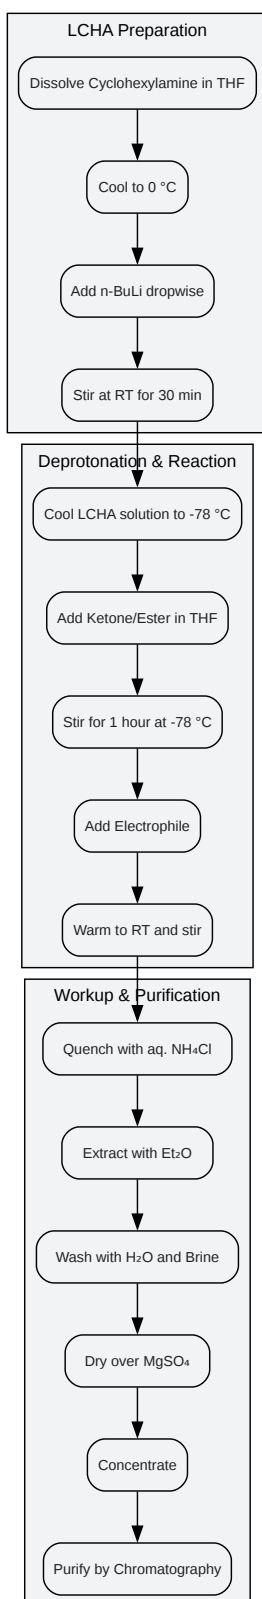 LCHA Preparation
Dissolve Cyclohexylamine in THF
Cool to 0 °C
Add n-BuLi dropwise
Stir at RT for 30 min
Deprotonation & Reaction
Cool LCHA solution to -78 °C
Add Ketone/Ester in THF
Stir for 1 hour at -78 °C
Add Electrophile
Warm to RT and stir
Workup & Purification
Quench with aq. NH₄Cl
Extract with Et₂O
Wash with H₂O and Brine
Dry over MgSO₄
Concentrate
Purify by Chromatography